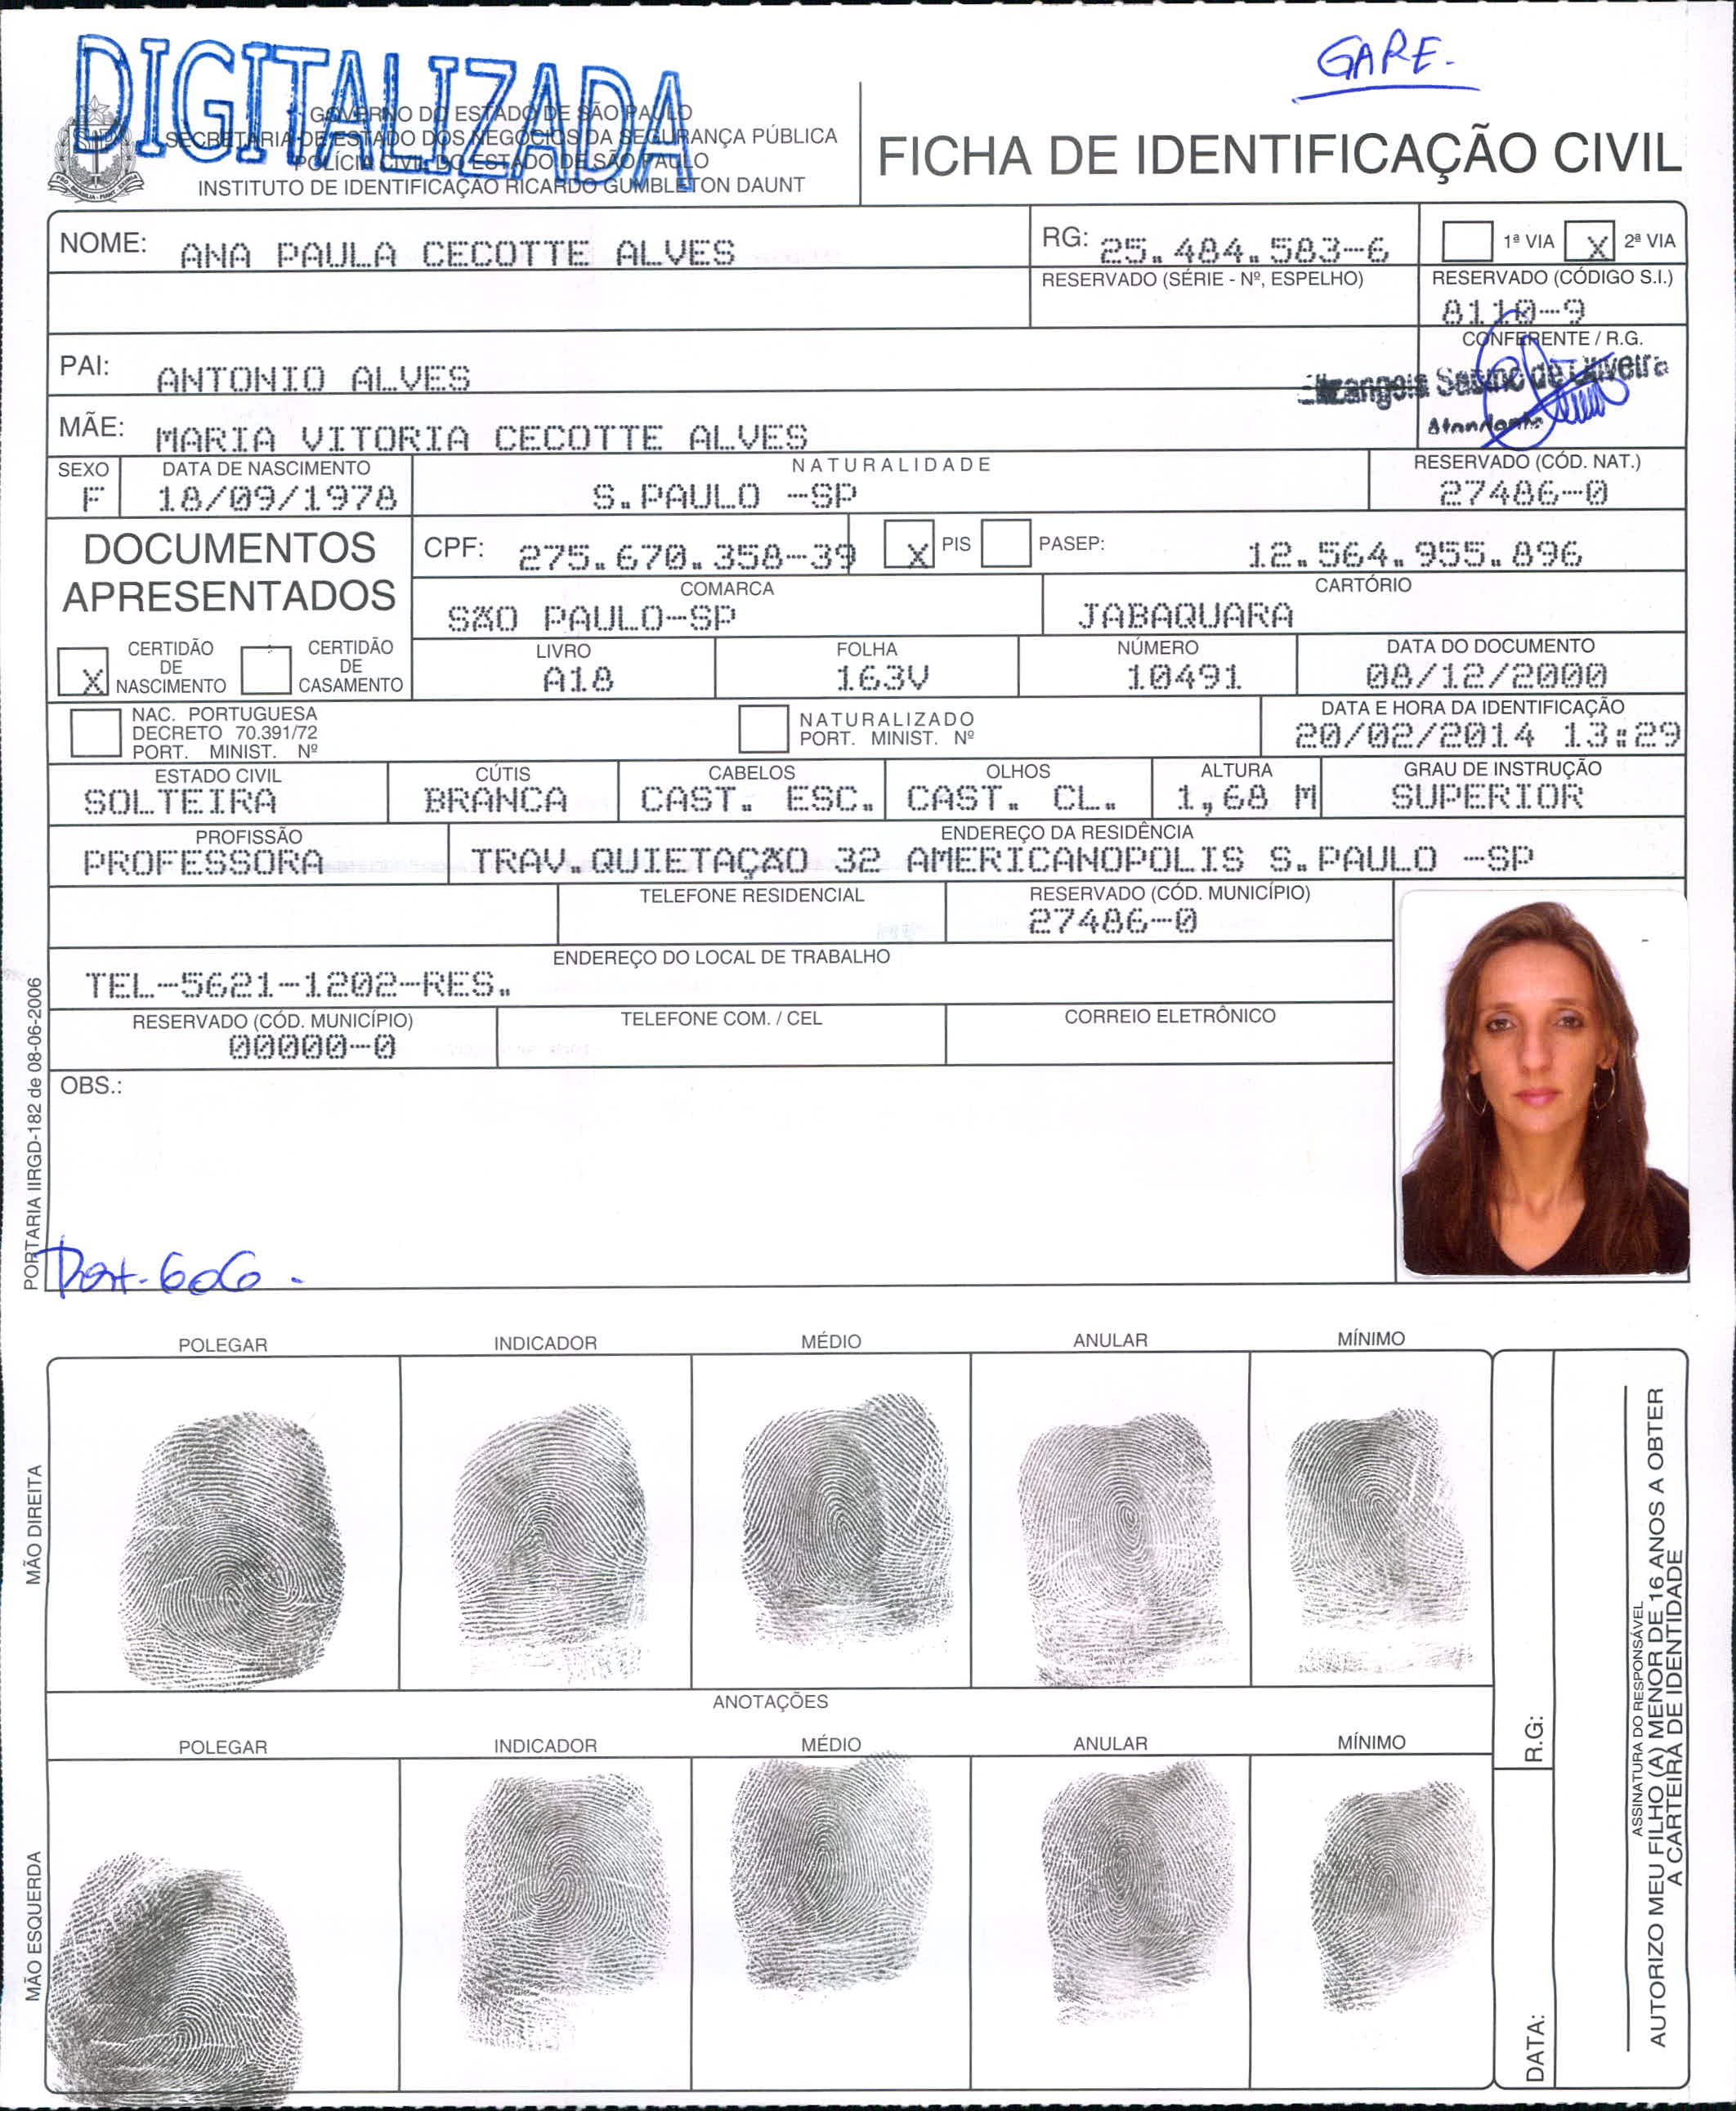 DIGITALIZADA
GARE.
GOVERNO DO ESTADO DE SÃO PAULO
SECRETARIA DE ESTADO DOS NEGÓCIOS DA SEGURANÇA PÚBLICA
POLÍCIA CIVIL DO ESTADO DE SÃO PAULO
INSTITUTO DE IDENTIFICAÇÃO RICARDO GUMBLETON DAUNT
FICHA DE IDENTIFICAÇÃO CIVIL
NOME: ANA PAULA CECOTTE ALVES
RG: 25.484.583-6
1ª VIA X 2ª VIA
RESERVADO (SÉRIE - Nº, ESPELHO)
RESERVADO (CÓDIGO S.I.)
8110-9
PAI: ANTONIO ALVES
CONFERENTE / R.G.
de Oliveira
Atendente
MÃE: MARIA VITORIA CECOTTE ALVES
SEXO
F
DATA DE NASCIMENTO
18/09/1978
NATURALIDADE
S.PAULO -SP
RESERVADO (CÓD. NAT.)
27486-0
DOCUMENTOS
APRESENTADOS
CPF: 275.670.358-39
X PIS PASEP: 12.564.955.896
COMARCA
SÃO PAULO-SP
CARTÓRIO
JABAQUARA
X CERTIDÃO
DE
NASCIMENTO
CERTIDÃO
DE
CASAMENTO
LIVRO
A18
FOLHA
163V
NÚMERO
10491
DATA DO DOCUMENTO
08/12/2000
NAC. PORTUGUESA
DECRETO 70.391/72
PORT. MINIST. Nº
NATURALIZADO
PORT. MINIST. Nº
DATA E HORA DA IDENTIFICAÇÃO
20/02/2014 13:29
ESTADO CIVIL
SOLTEIRA
CÚTIS
BRANCA
CABELOS
CAST. ESC.
OLHOS
CAST. CL.
ALTURA
1,68 M
GRAU DE INSTRUÇÃO
SUPERIOR
PROFISSÃO
PROFESSORA
ENDEREÇO DA RESIDÊNCIA
TRAV.QUIETAÇÃO 32 AMERICANOPOLIS S.PAULO -SP
TELEFONE RESIDENCIAL
RESERVADO (CÓD. MUNICÍPIO)
27486-0
ENDEREÇO DO LOCAL DE TRABALHO
TEL-5621-1202-RES.
RESERVADO (CÓD. MUNICÍPIO)
00000-0
TELEFONE COM. / CEL
CORREIO ELETRÔNICO
OBS.:
PORTARIA IIRGD-182 de 08-06-2006
POLEGAR INDICADOR MÉDIO ANULAR MÍNIMO
MÃO DIREITA
ANOTAÇÕES
POLEGAR INDICADOR MÉDIO ANULAR MÍNIMO
MÃO ESQUERDA
R.G:
DATA:
ASSINATURA DO RESPONSÁVEL
AUTORIZO MEU FILHO (A) MENOR DE 16 ANOS A OBTER
A CARTEIRA DE IDENTIDADE